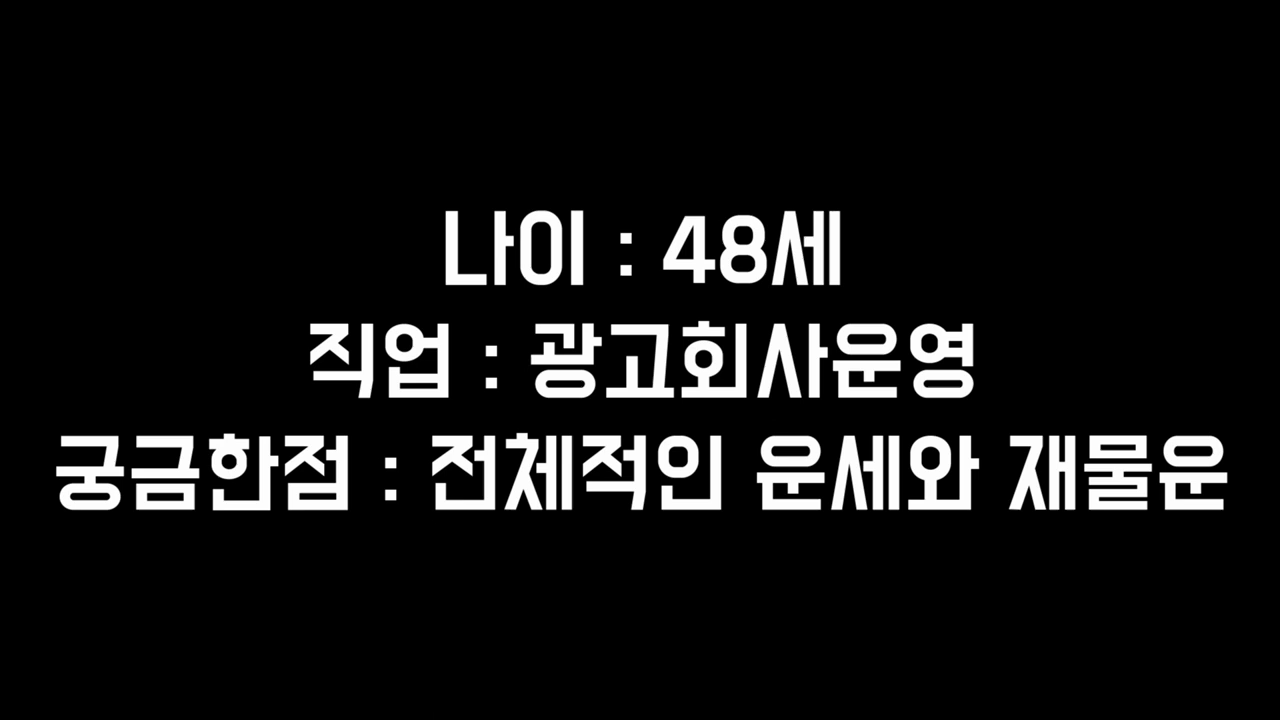 나이 : 48세
직업 : 광고회사운영
궁금한점 : 전체적인 운세와 재물운